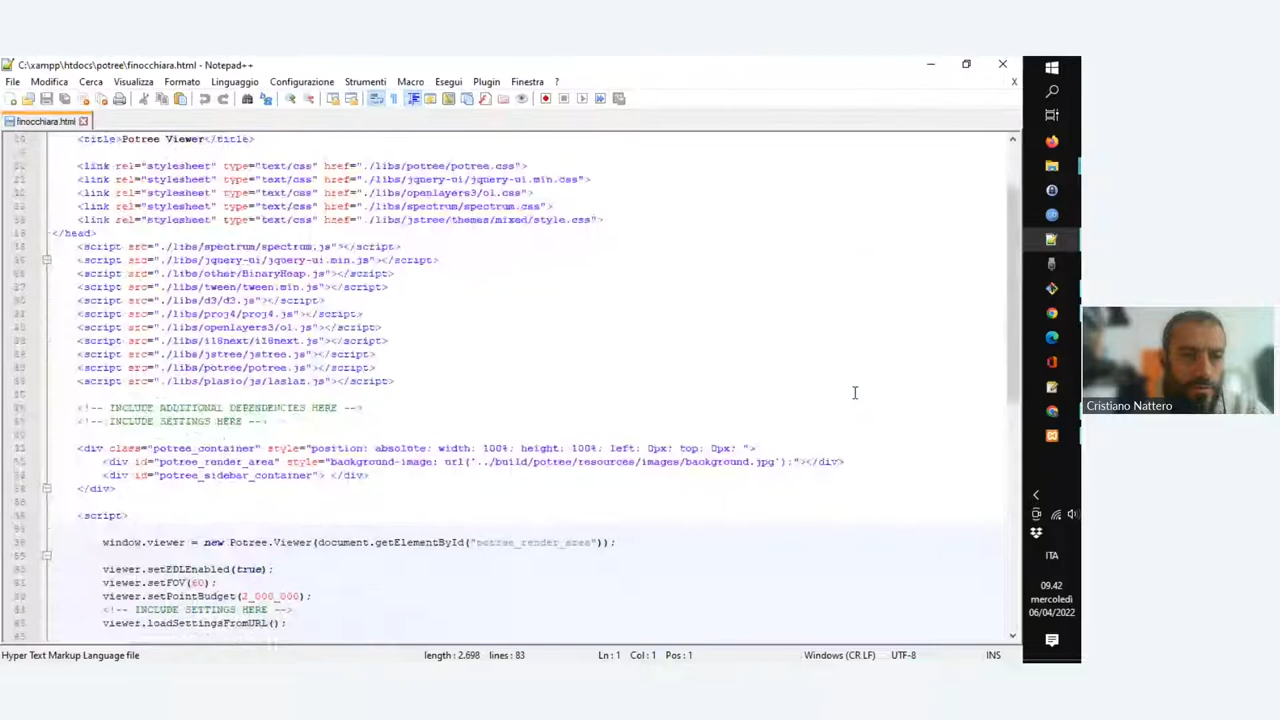 C:\xampp\htdocs\potree\finocchiara.html - Notepad++
File Modifica Cerca Visualizza Formato Linguaggio Configurazione Strumenti Macro Esegui Plugin Finestra ? X
finocchiara.html
<title>Potree Viewer</title>
<link rel="stylesheet" type="text/css" href="./libs/potree/potree.css">
<link rel="stylesheet" type="text/css" href="./libs/jquery-ui/jquery-ui.min.css">
<link rel="stylesheet" type="text/css" href="./libs/openlayers3/ol.css">
<link rel="stylesheet" type="text/css" href="./libs/spectrum/spectrum.css">
<link rel="stylesheet" type="text/css" href="./libs/jstree/themes/mixed/style.css">
</head>
<script src="./libs/spectrum/spectrum.js"></script>
<script src="./libs/jquery-ui/jquery-ui.min.js"></script>
<script src="./libs/other/BinaryHeap.js"></script>
<script src="./libs/tween/tween.min.js"></script>
<script src="./libs/d3/d3.js"></script>
<script src="./libs/proj4/proj4.js"></script>
<script src="./libs/openlayers3/ol.js"></script>
<script src="./libs/i18next/i18next.js"></script>
<script src="./libs/jstree/jstree.js"></script>
<script src="./libs/potree/potree.js"></script>
<script src="./libs/plasio/js/laslaz.js"></script>
<!-- INCLUDE ADDITIONAL DEPENDENCIES HERE -->
<!-- INCLUDE SETTINGS HERE -->
<div class="potree_container" style="position: absolute; width: 100%; height: 100%; left: 0px; top: 0px; ">
<div id="potree_render_area" style="background-image: url('../build/potree/resources/images/background.jpg');"></div>
<div id="potree_sidebar_container"> </div>
</div>
<script>
window.viewer = new Potree.Viewer(document.getElementById("potree_render_area"));
viewer.setEDLEnabled(true);
viewer.setFOV(60);
viewer.setPointBudget(2_000_000);
<!-- INCLUDE SETTINGS HERE -->
viewer.loadSettingsFromURL();
Hyper Text Markup Language file length : 2.698 lines : 83 Ln : 1 Col : 1 Pos : 1 Windows (CR LF) UTF-8 INS
Cristiano Nattero
ITA
09.42
mercoledì
06/04/2022